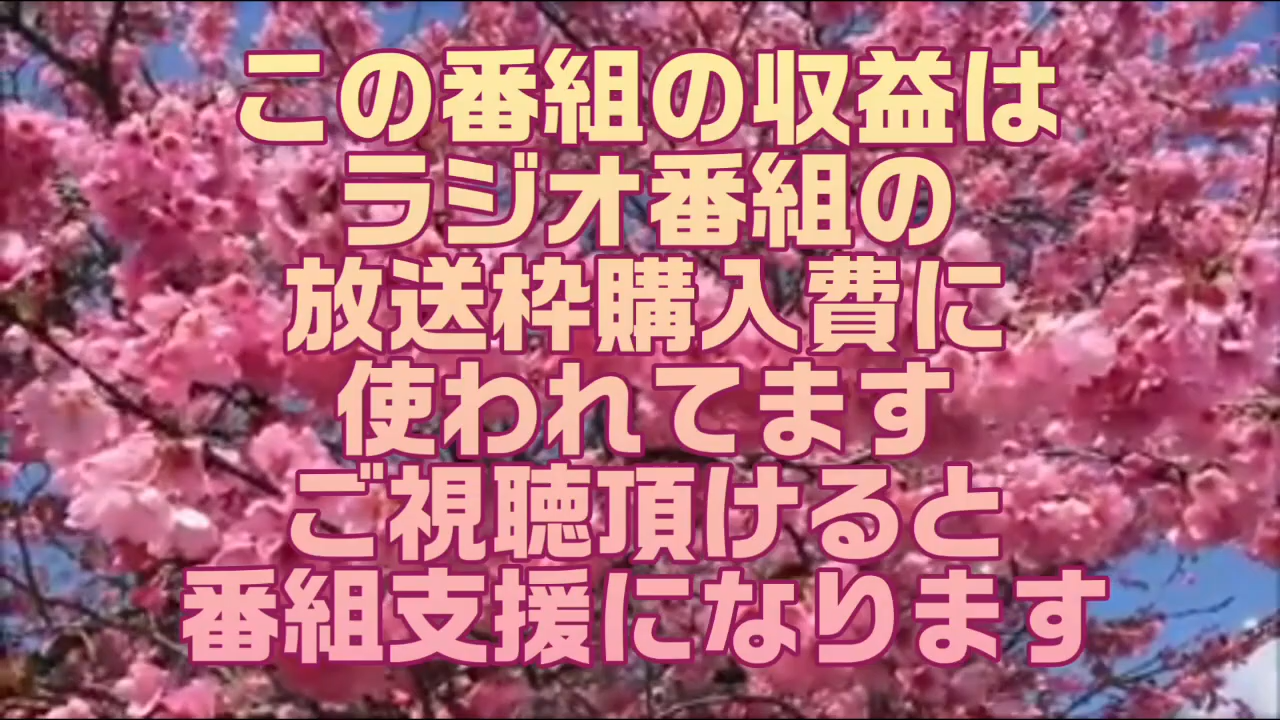 この番組の収益は
ラジオ番組の
放送枠購入費に
使われてます
ご視聴頂けると
番組支援になります